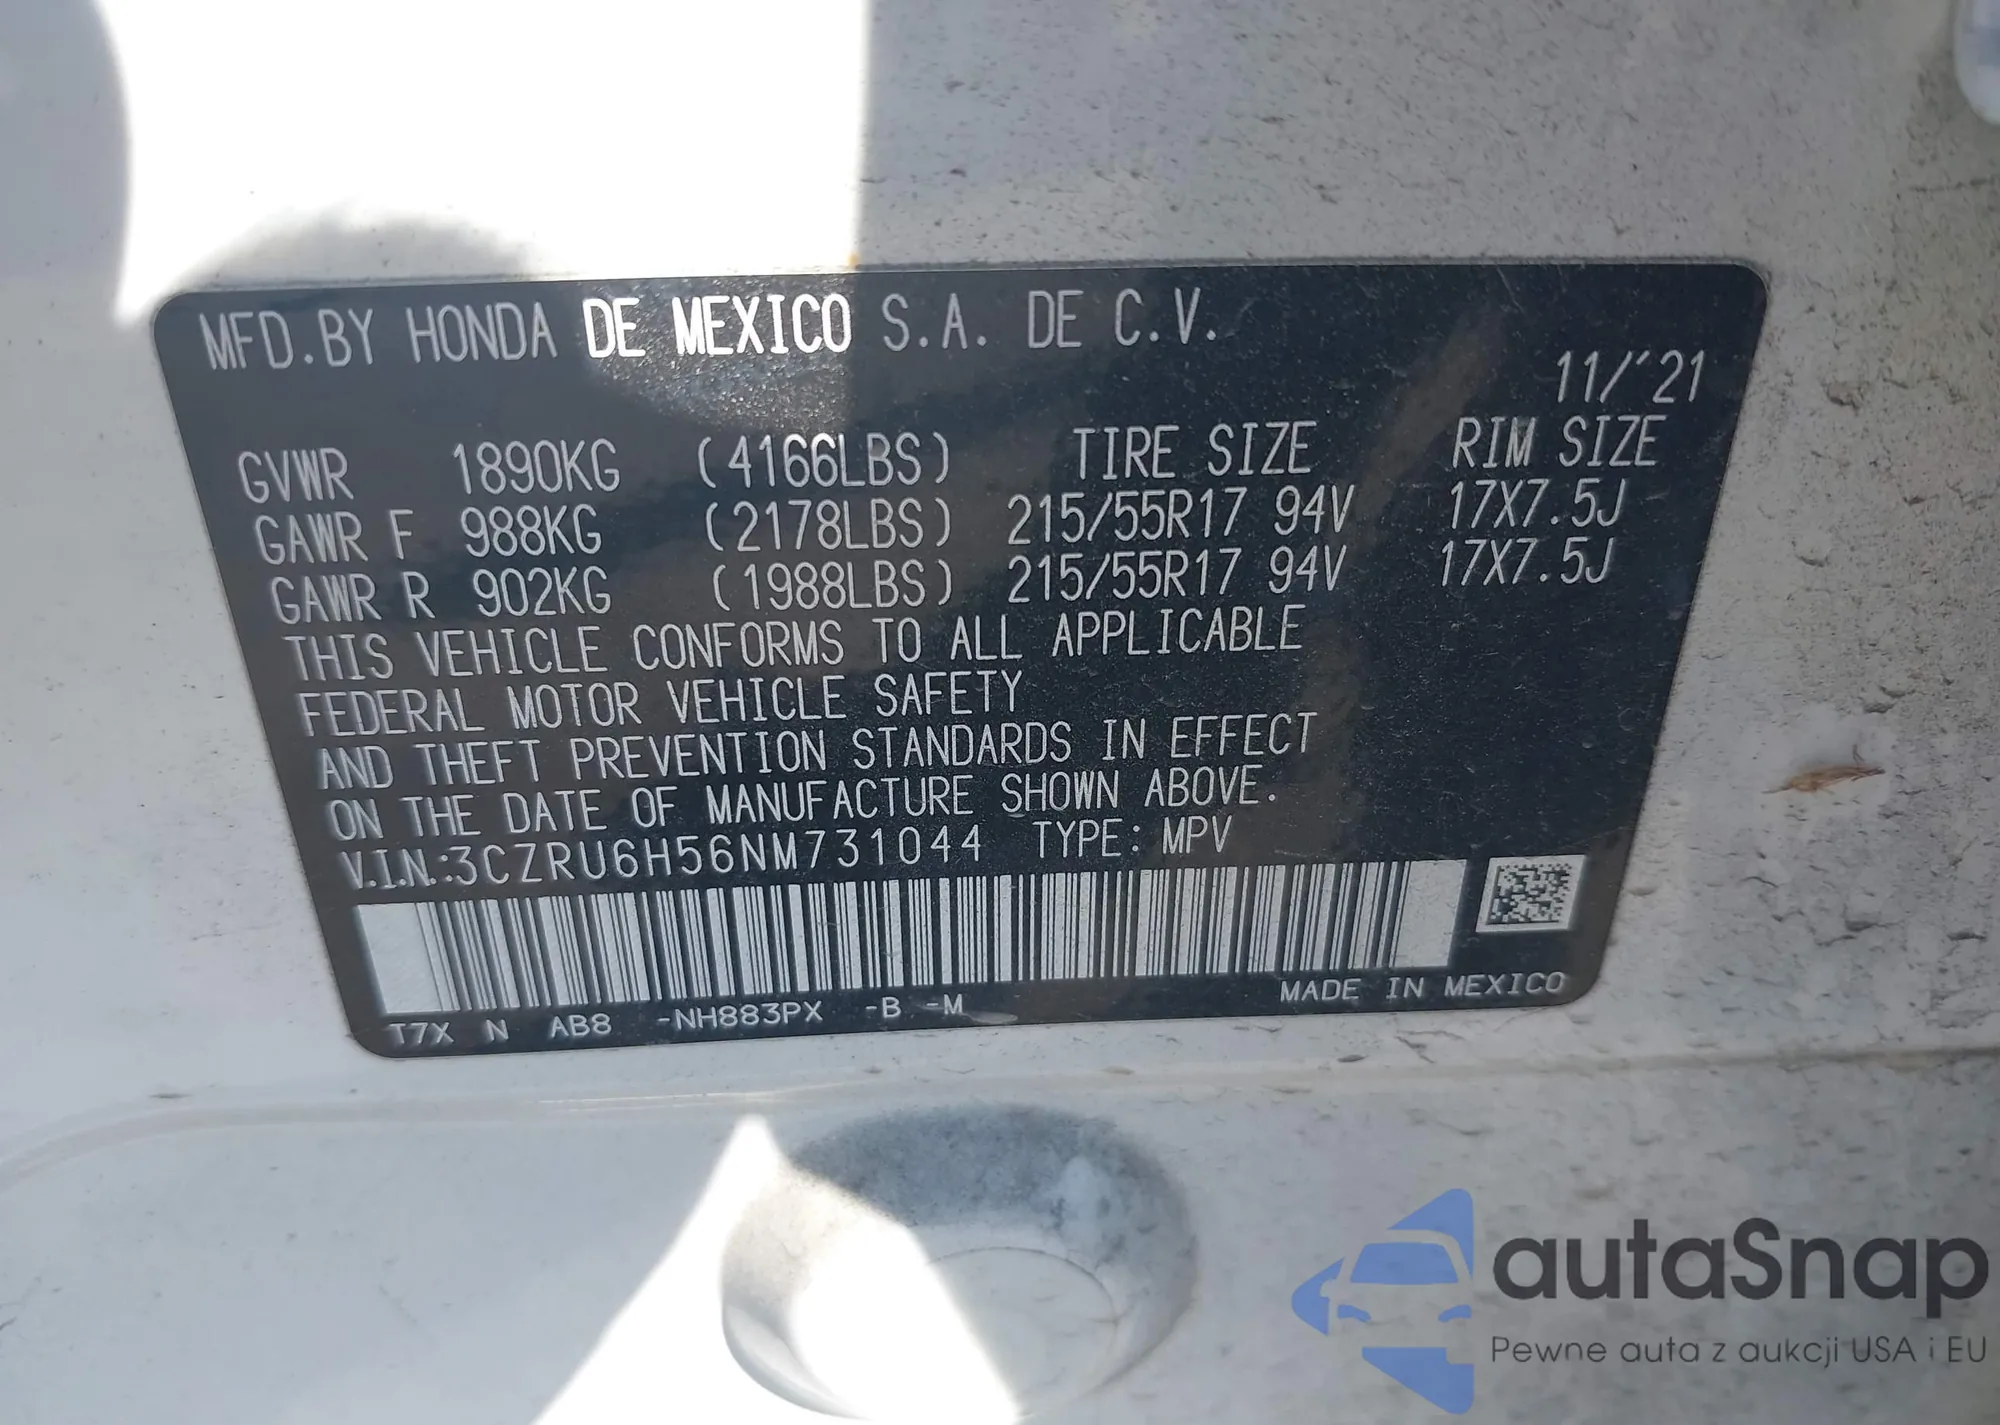 MFD.BY HONDA DE MEXICO S.A. DE C.V.
11/'21
GVWR 1890KG (4166LBS) TIRE SIZE RIM SIZE
GAWR F 988KG (2178LBS) 215/55R17 94V 17X7.5J
GAWR R 902KG (1988LBS) 215/55R17 94V 17X7.5J
THIS VEHICLE CONFORMS TO ALL APPLICABLE
FEDERAL MOTOR VEHICLE SAFETY
AND THEFT PREVENTION STANDARDS IN EFFECT
ON THE DATE OF MANUFACTURE SHOWN ABOVE.
V.I.N.:3CZRU6H56NM731044 TYPE: MPV
T7X N AB8 -NH883PX -B -M MADE IN MEXICO
autaSnap
Pewne auta z aukcji USA i EU